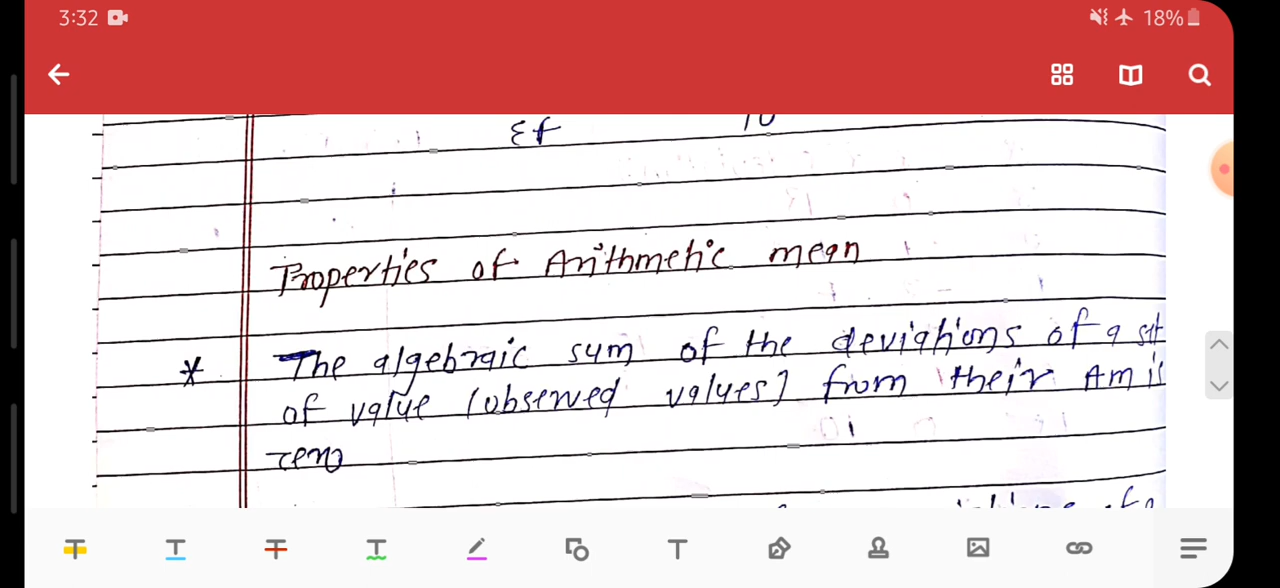 3:32
18%
Σf 10
Properties of Arithmetic mean
* The algebraic sum of the deviations of a set
of value (observed values) from their Am is
zero
T T T T T